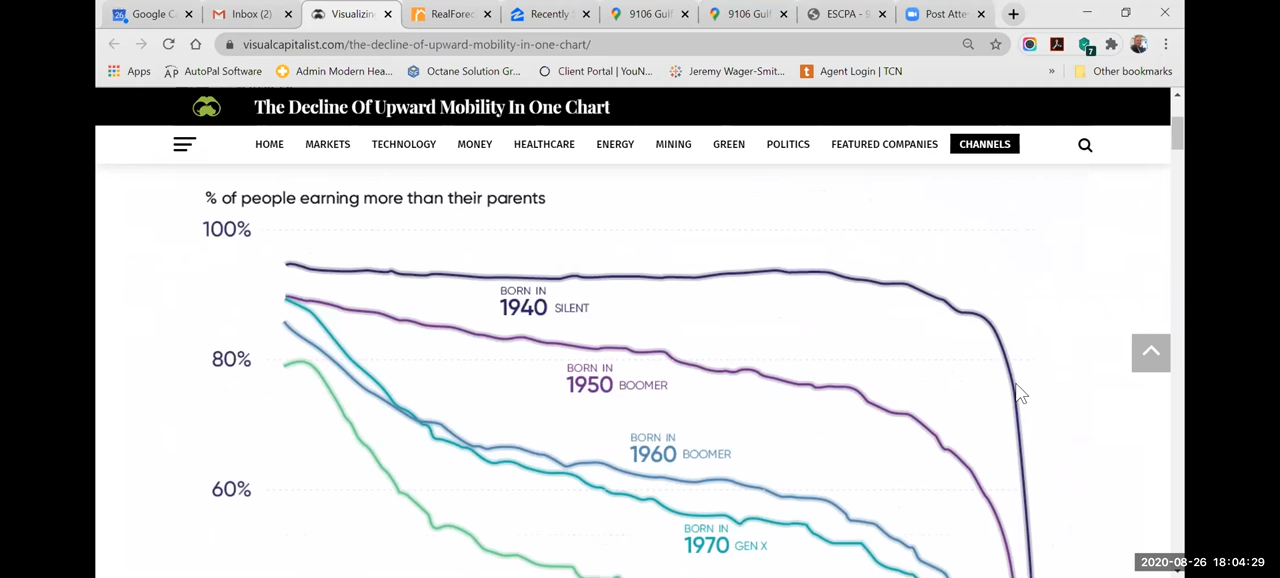 Google C
Inbox (2)
Visualizin
RealForec
Recently
9106 Gulf
9106 Gulf
ESCPA - 9
Post Atte
visualcapitalist.com/the-decline-of-upward-mobility-in-one-chart/
7
Apps
AutoPal Software
Admin Modern Hea...
Octane Solution Gr...
Client Portal | YouN...
Jeremy Wager-Smit...
Agent Login | TCN
»
Other bookmarks
The Decline Of Upward Mobility In One Chart
HOME
MARKETS
TECHNOLOGY
MONEY
HEALTHCARE
ENERGY
MINING
GREEN
POLITICS
FEATURED COMPANIES
CHANNELS
% of people earning more than their parents
100%
BORN IN
1940 SILENT
80%
BORN IN
1950 BOOMER
BORN IN
1960 BOOMER
60%
BORN IN
1970 GEN X
2020-08-26 18:04:29